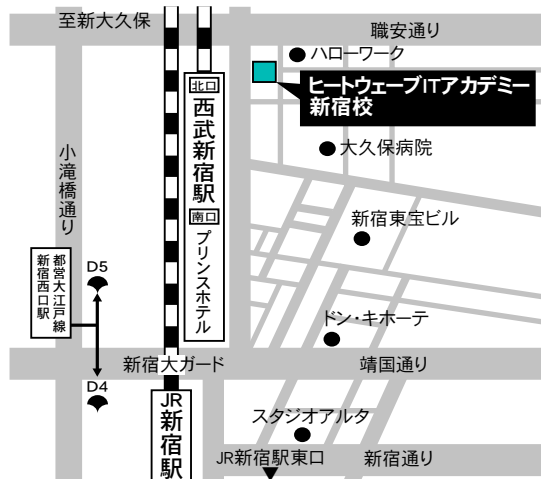 至新大久保
職安通り
ハローワーク
ヒートウェーブITアカデミー
新宿校
北口
西武新宿駅
大久保病院
小滝橋通り
南口
プリンスホテル
新宿東宝ビル
都営大江戸線
新宿西口駅
D5
ドン・キホーテ
新宿大ガード
靖国通り
D4
JR新宿駅
スタジオアルタ
JR新宿駅東口
新宿通り